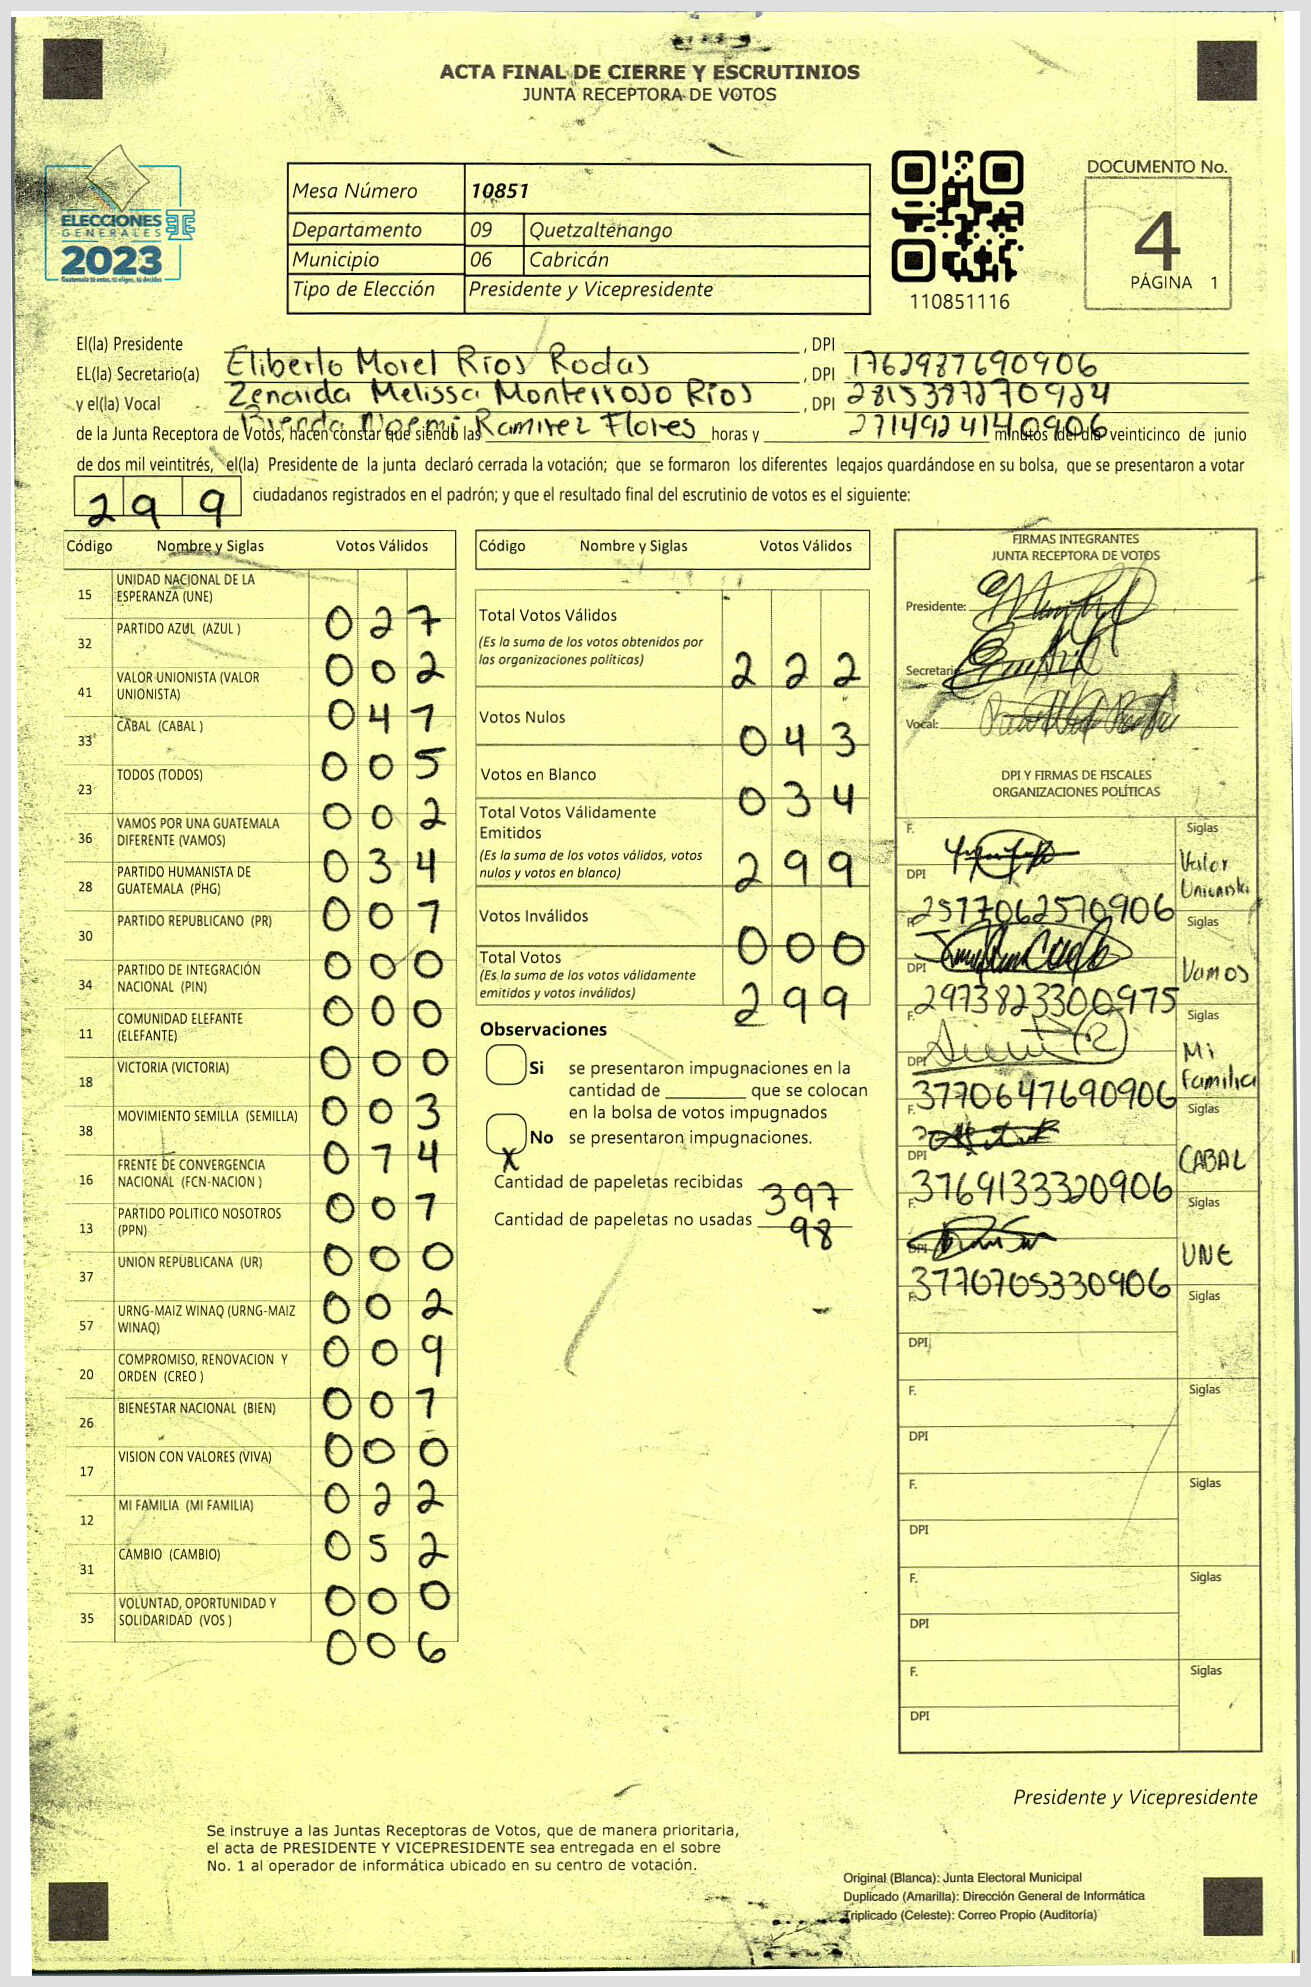 ACTA FINAL DE CIERRE Y ESCRUTINIOS
JUNTA RECEPTORA DE VOTOS
ELECCIONES
GENERALES
2023
Guatemala tú votas, tú eliges, tú decides
Mesa Número 10851
Departamento 09 Quetzaltenango
Municipio 06 Cabricán
Tipo de Elección Presidente y Vicepresidente
110851116
DOCUMENTO No.
4
PÁGINA 1
El(la) Presidente Eliberto Morel Ríos Rodas , DPI 1762987690906
EL(la) Secretario(a) Zenaida Melissa Monterroso Ríos , DPI
y el(la) Vocal Brenda Noemi Ramirez Flores , DPI 2714924140906
de la Junta Receptora de Votos, hacen constar que siendo las horas y minutos del día veinticinco de junio
de dos mil veintitrés, el(la) Presidente de la junta declaró cerrada la votación; que se formaron los diferentes legajos guardándose en su bolsa, que se presentaron a votar
299 ciudadanos registrados en el padrón; y que el resultado final del escrutinio de votos es el siguiente:
Código Nombre y Siglas Votos Válidos
15 UNIDAD NACIONAL DE LA
ESPERANZA (UNE) 027
32 PARTIDO AZUL (AZUL ) 002
41 VALOR UNIONISTA (VALOR
UNIONISTA) 047
33 CABAL (CABAL ) 005
23 TODOS (TODOS) 002
36 VAMOS POR UNA GUATEMALA
DIFERENTE (VAMOS) 034
28 PARTIDO HUMANISTA DE
GUATEMALA (PHG) 007
30 PARTIDO REPUBLICANO (PR) 000
34 PARTIDO DE INTEGRACIÓN
NACIONAL (PIN) 000
11 COMUNIDAD ELEFANTE
(ELEFANTE) 000
18 VICTORIA (VICTORIA) 003
38 MOVIMIENTO SEMILLA (SEMILLA) 074
16 FRENTE DE CONVERGENCIA
NACIONAL (FCN-NACION ) 007
13 PARTIDO POLITICO NOSOTROS
(PPN) 000
37 UNION REPUBLICANA (UR) 002
57 URNG-MAIZ WINAQ (URNG-MAIZ
WINAQ) 009
20 COMPROMISO, RENOVACION Y
ORDEN (CREO ) 007
26 BIENESTAR NACIONAL (BIEN) 000
17 VISION CON VALORES (VIVA) 022
12 MI FAMILIA (MI FAMILIA) 052
31 CAMBIO (CAMBIO) 000
35 VOLUNTAD, OPORTUNIDAD Y
SOLIDARIDAD (VOS ) 006
Código Nombre y Siglas Votos Válidos
Total Votos Válidos
(Es la suma de los votos obtenidos por
las organizaciones políticas) 222
Votos Nulos 043
Votos en Blanco 034
Total Votos Válidamente
Emitidos
(Es la suma de los votos válidos, votos
nulos y votos en blanco) 299
Votos Inválidos 000
Total Votos
(Es la suma de los votos válidamente
emitidos y votos inválidos) 299
Observaciones
Si se presentaron impugnaciones en la
cantidad de ________ que se colocan
en la bolsa de votos impugnados
No se presentaron impugnaciones.
X
Cantidad de papeletas recibidas 397
Cantidad de papeletas no usadas 98
FIRMAS INTEGRANTES
JUNTA RECEPTORA DE VOTOS
Presidente:
Secretario:
Vocal:
DPI Y FIRMAS DE FISCALES
ORGANIZACIONES POLÍTICAS
F. Siglas
Valor
Unionista
DPI 2577062570906
F. Siglas
Vamos
DPI 2973823300975
F. Siglas
Mi
Familia
DPI 3770647690906
F. Siglas
CABAL
DPI 3769133320906
F. Siglas
UNE
DPI 3770705330906
F. Siglas
DPI
F. Siglas
DPI
F. Siglas
DPI
F. Siglas
DPI
F. Siglas
DPI
Presidente y Vicepresidente
Se instruye a las Juntas Receptoras de Votos, que de manera prioritaria,
el acta de PRESIDENTE Y VICEPRESIDENTE sea entregada en el sobre
No. 1 al operador de informática ubicado en su centro de votación.
Original (Blanca): Junta Electoral Municipal
Duplicado (Amarilla): Dirección General de Informática
Triplicado (Celeste): Correo Propio (Auditoría)